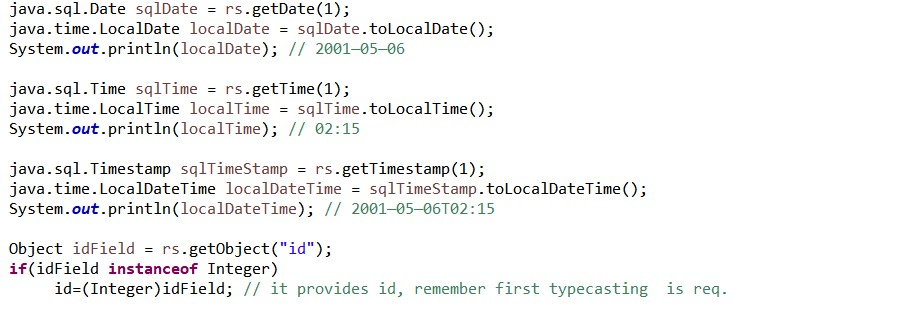 java.sql.Date sqlDate = rs.getDate(1);
java.time.LocalDate localDate = sqlDate.toLocalDate();
System.out.println(localDate); // 2001—05—06
java.sql.Time sqlTime = rs.getTime(1);
java.time.LocalTime localTime = sqlTime.toLocalTime();
System.out.println(localTime); // 02:15
java.sql.Timestamp sqlTimeStamp = rs.getTimestamp(1);
java.time.LocalDateTime localDateTime = sqlTimeStamp.toLocalDateTime();
System.out.println(localDateTime); // 2001—05—06T02:15
Object idField = rs.getObject("id");
if(idField instanceof Integer)
id=(Integer)idField; // it provides id, remember first typecasting  is req.